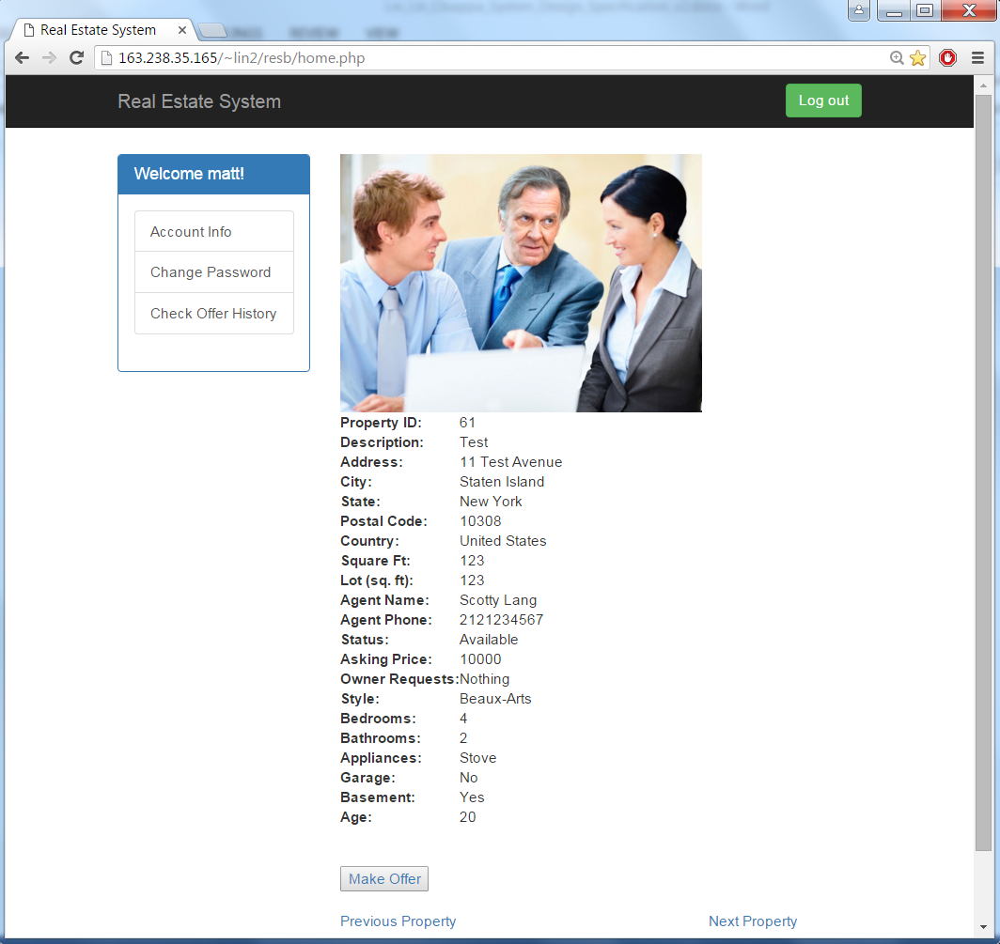 Real Estate System
163.238.35.165/~lin2/resb/home.php
Real Estate System
Log out
Welcome matt!
Account Info
Change Password
Check Offer History
Property ID: 61
Description: Test
Address: 11 Test Avenue
City: Staten Island
State: New York
Postal Code: 10308
Country: United States
Square Ft: 123
Lot (sq. ft): 123
Agent Name: Scotty Lang
Agent Phone: 2121234567
Status: Available
Asking Price: 10000
Owner Requests:Nothing
Style: Beaux-Arts
Bedrooms: 4
Bathrooms: 2
Appliances: Stove
Garage: No
Basement: Yes
Age: 20
Make Offer
Previous Property Next Property